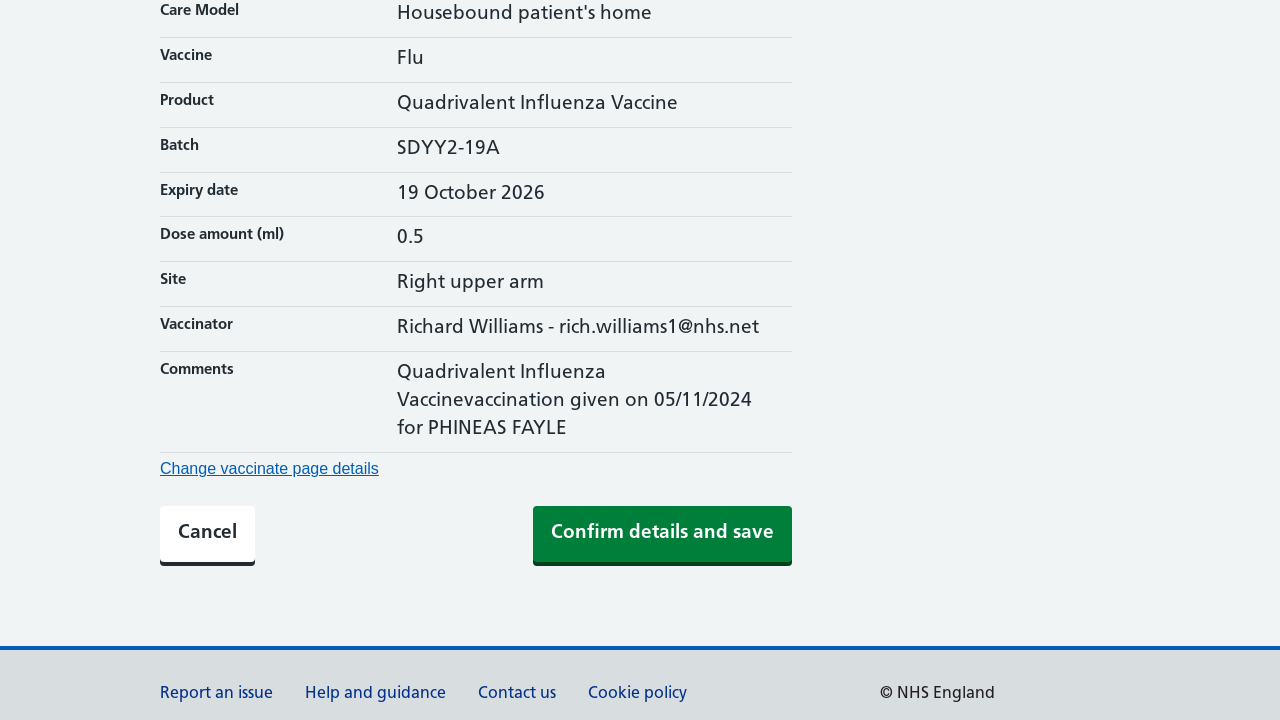 Care Model Housebound patient's home
Vaccine Flu
Product Quadrivalent Influenza Vaccine
Batch SDYY2-19A
Expiry date 19 October 2026
Dose amount (ml) 0.5
Site Right upper arm
Vaccinator Richard Williams - rich.williams1@nhs.net
Comments Quadrivalent Influenza
Vaccinevaccination given on 05/11/2024
for PHINEAS FAYLE
Change vaccinate page details
Cancel Confirm details and save
Report an issue Help and guidance Contact us Cookie policy © NHS England